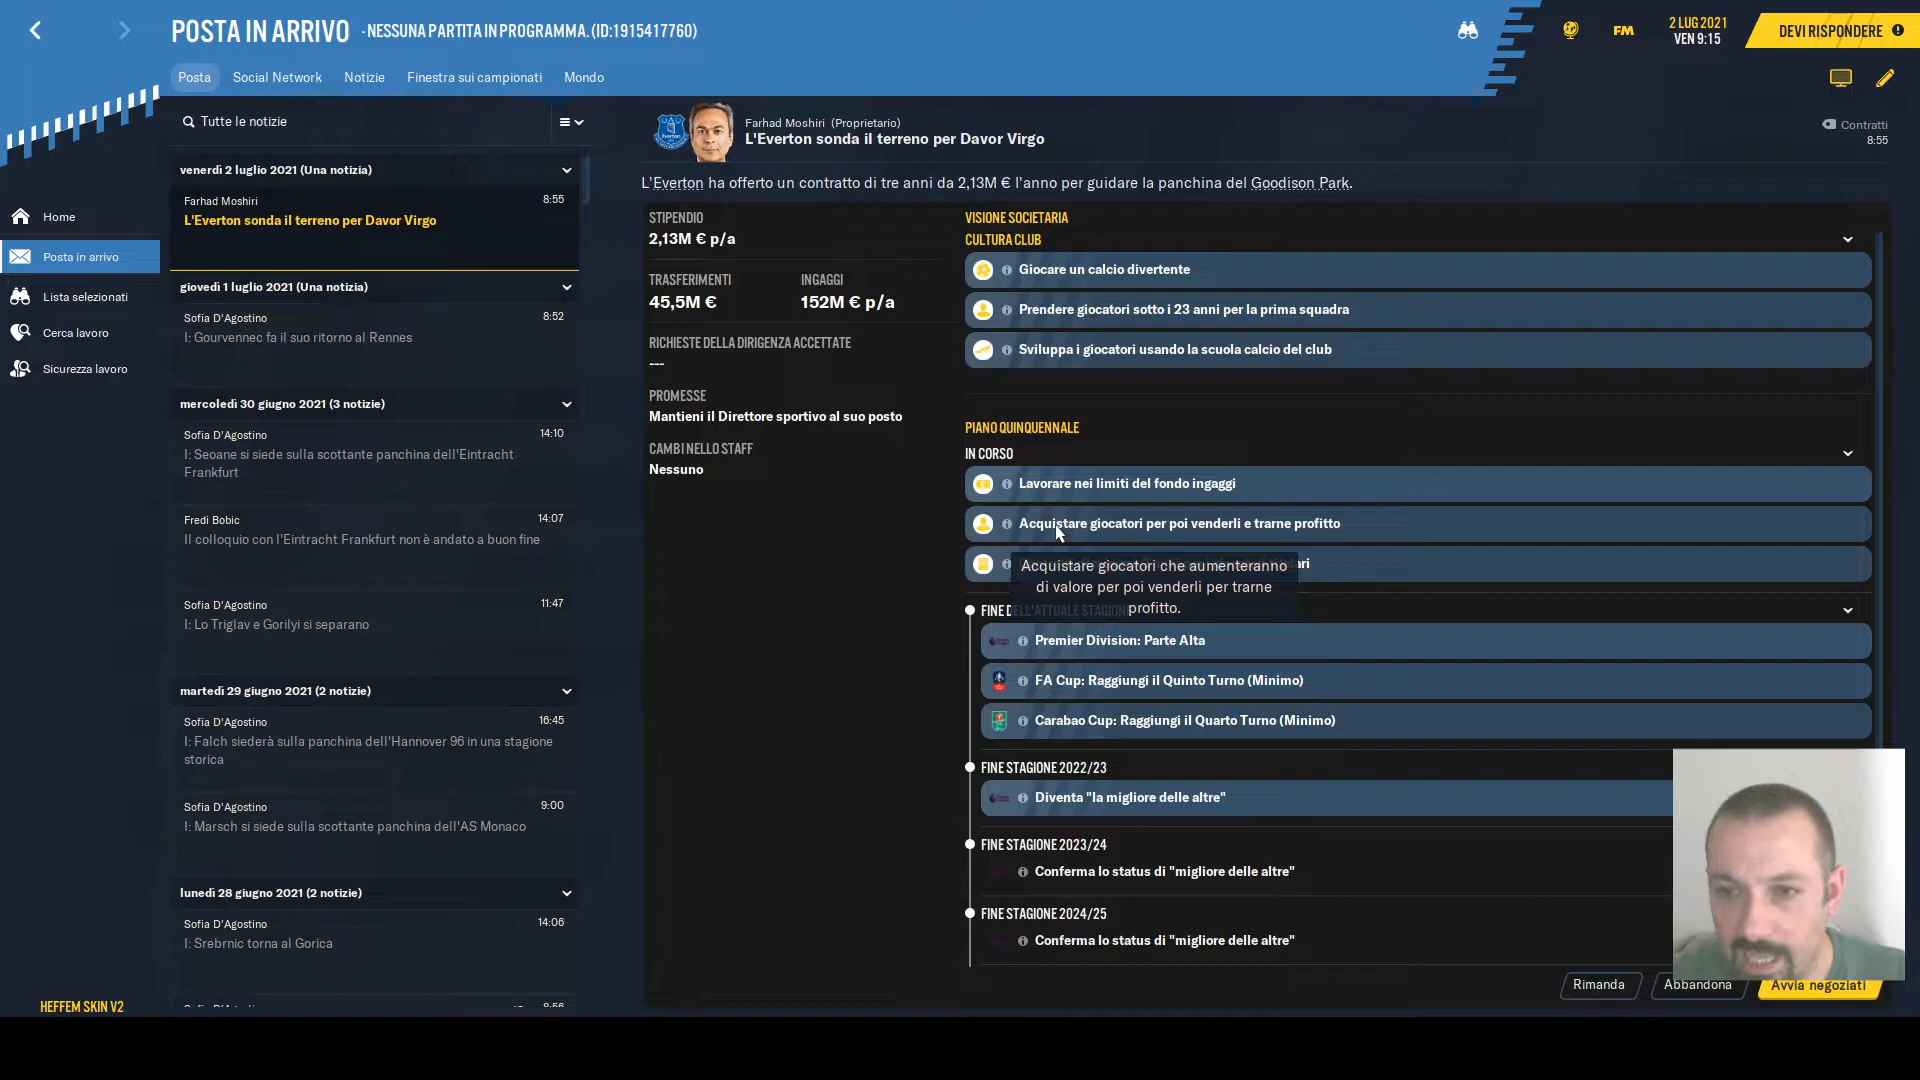 POSTA IN ARRIVO - NESSUNA PARTITA IN PROGRAMMA. (ID:1915417760)
FM
2 LUG 2021
VEN 9:15
DEVI RISPONDERE
Posta Social Network Notizie Finestra sui campionati Mondo
Home
Posta in arrivo
Lista selezionati
Cerca lavoro
Sicurezza lavoro
HEFFEM SKIN V2
Tutte le notizie
venerdì 2 luglio 2021 (Una notizia)
Farhad Moshiri 8:55
L'Everton sonda il terreno per Davor Virgo
giovedì 1 luglio 2021 (Una notizia)
Sofia D'Agostino 8:52
I: Gourvennec fa il suo ritorno al Rennes
mercoledì 30 giugno 2021 (3 notizie)
Sofia D'Agostino 14:10
I: Seoane si siede sulla scottante panchina dell'Eintracht
Frankfurt
Fredi Bobic 14:07
Il colloquio con l'Eintracht Frankfurt non è andato a buon fine
Sofia D'Agostino 11:47
I: Lo Triglav e Gorilyi si separano
martedì 29 giugno 2021 (2 notizie)
Sofia D'Agostino 16:45
I: Falch siederà sulla panchina dell'Hannover 96 in una stagione
storica
Sofia D'Agostino 9:00
I: Marsch si siede sulla scottante panchina dell'AS Monaco
lunedì 28 giugno 2021 (2 notizie)
Sofia D'Agostino 14:06
I: Srebrnic torna al Gorica
Farhad Moshiri (Proprietario)
L'Everton sonda il terreno per Davor Virgo
Contratti
8:55
L'Everton ha offerto un contratto di tre anni da 2,13M € l'anno per guidare la panchina del Goodison Park.
STIPENDIO
2,13M € p/a
TRASFERIMENTI INGAGGI
45,5M € 152M € p/a
RICHIESTE DELLA DIRIGENZA ACCETTATE
---
PROMESSE
Mantieni il Direttore sportivo al suo posto
CAMBI NELLO STAFF
Nessuno
VISIONE SOCIETARIA
CULTURA CLUB
Giocare un calcio divertente
Prendere giocatori sotto i 23 anni per la prima squadra
Sviluppa i giocatori usando la scuola calcio del club
PIANO QUINQUENNALE
IN CORSO
Lavorare nei limiti del fondo ingaggi
Acquistare giocatori per poi venderli e trarne profitto
Acquistare giocatori che aumenteranno
di valore per poi venderli per trarne
profitto.
FINE DELL'ATTUALE STAGIONE
Premier Division: Parte Alta
FA Cup: Raggiungi il Quinto Turno (Minimo)
Carabao Cup: Raggiungi il Quarto Turno (Minimo)
FINE STAGIONE 2022/23
Diventa "la migliore delle altre"
FINE STAGIONE 2023/24
Conferma lo status di "migliore delle altre"
FINE STAGIONE 2024/25
Conferma lo status di "migliore delle altre"
Rimanda Abbandona Avvia negoziati